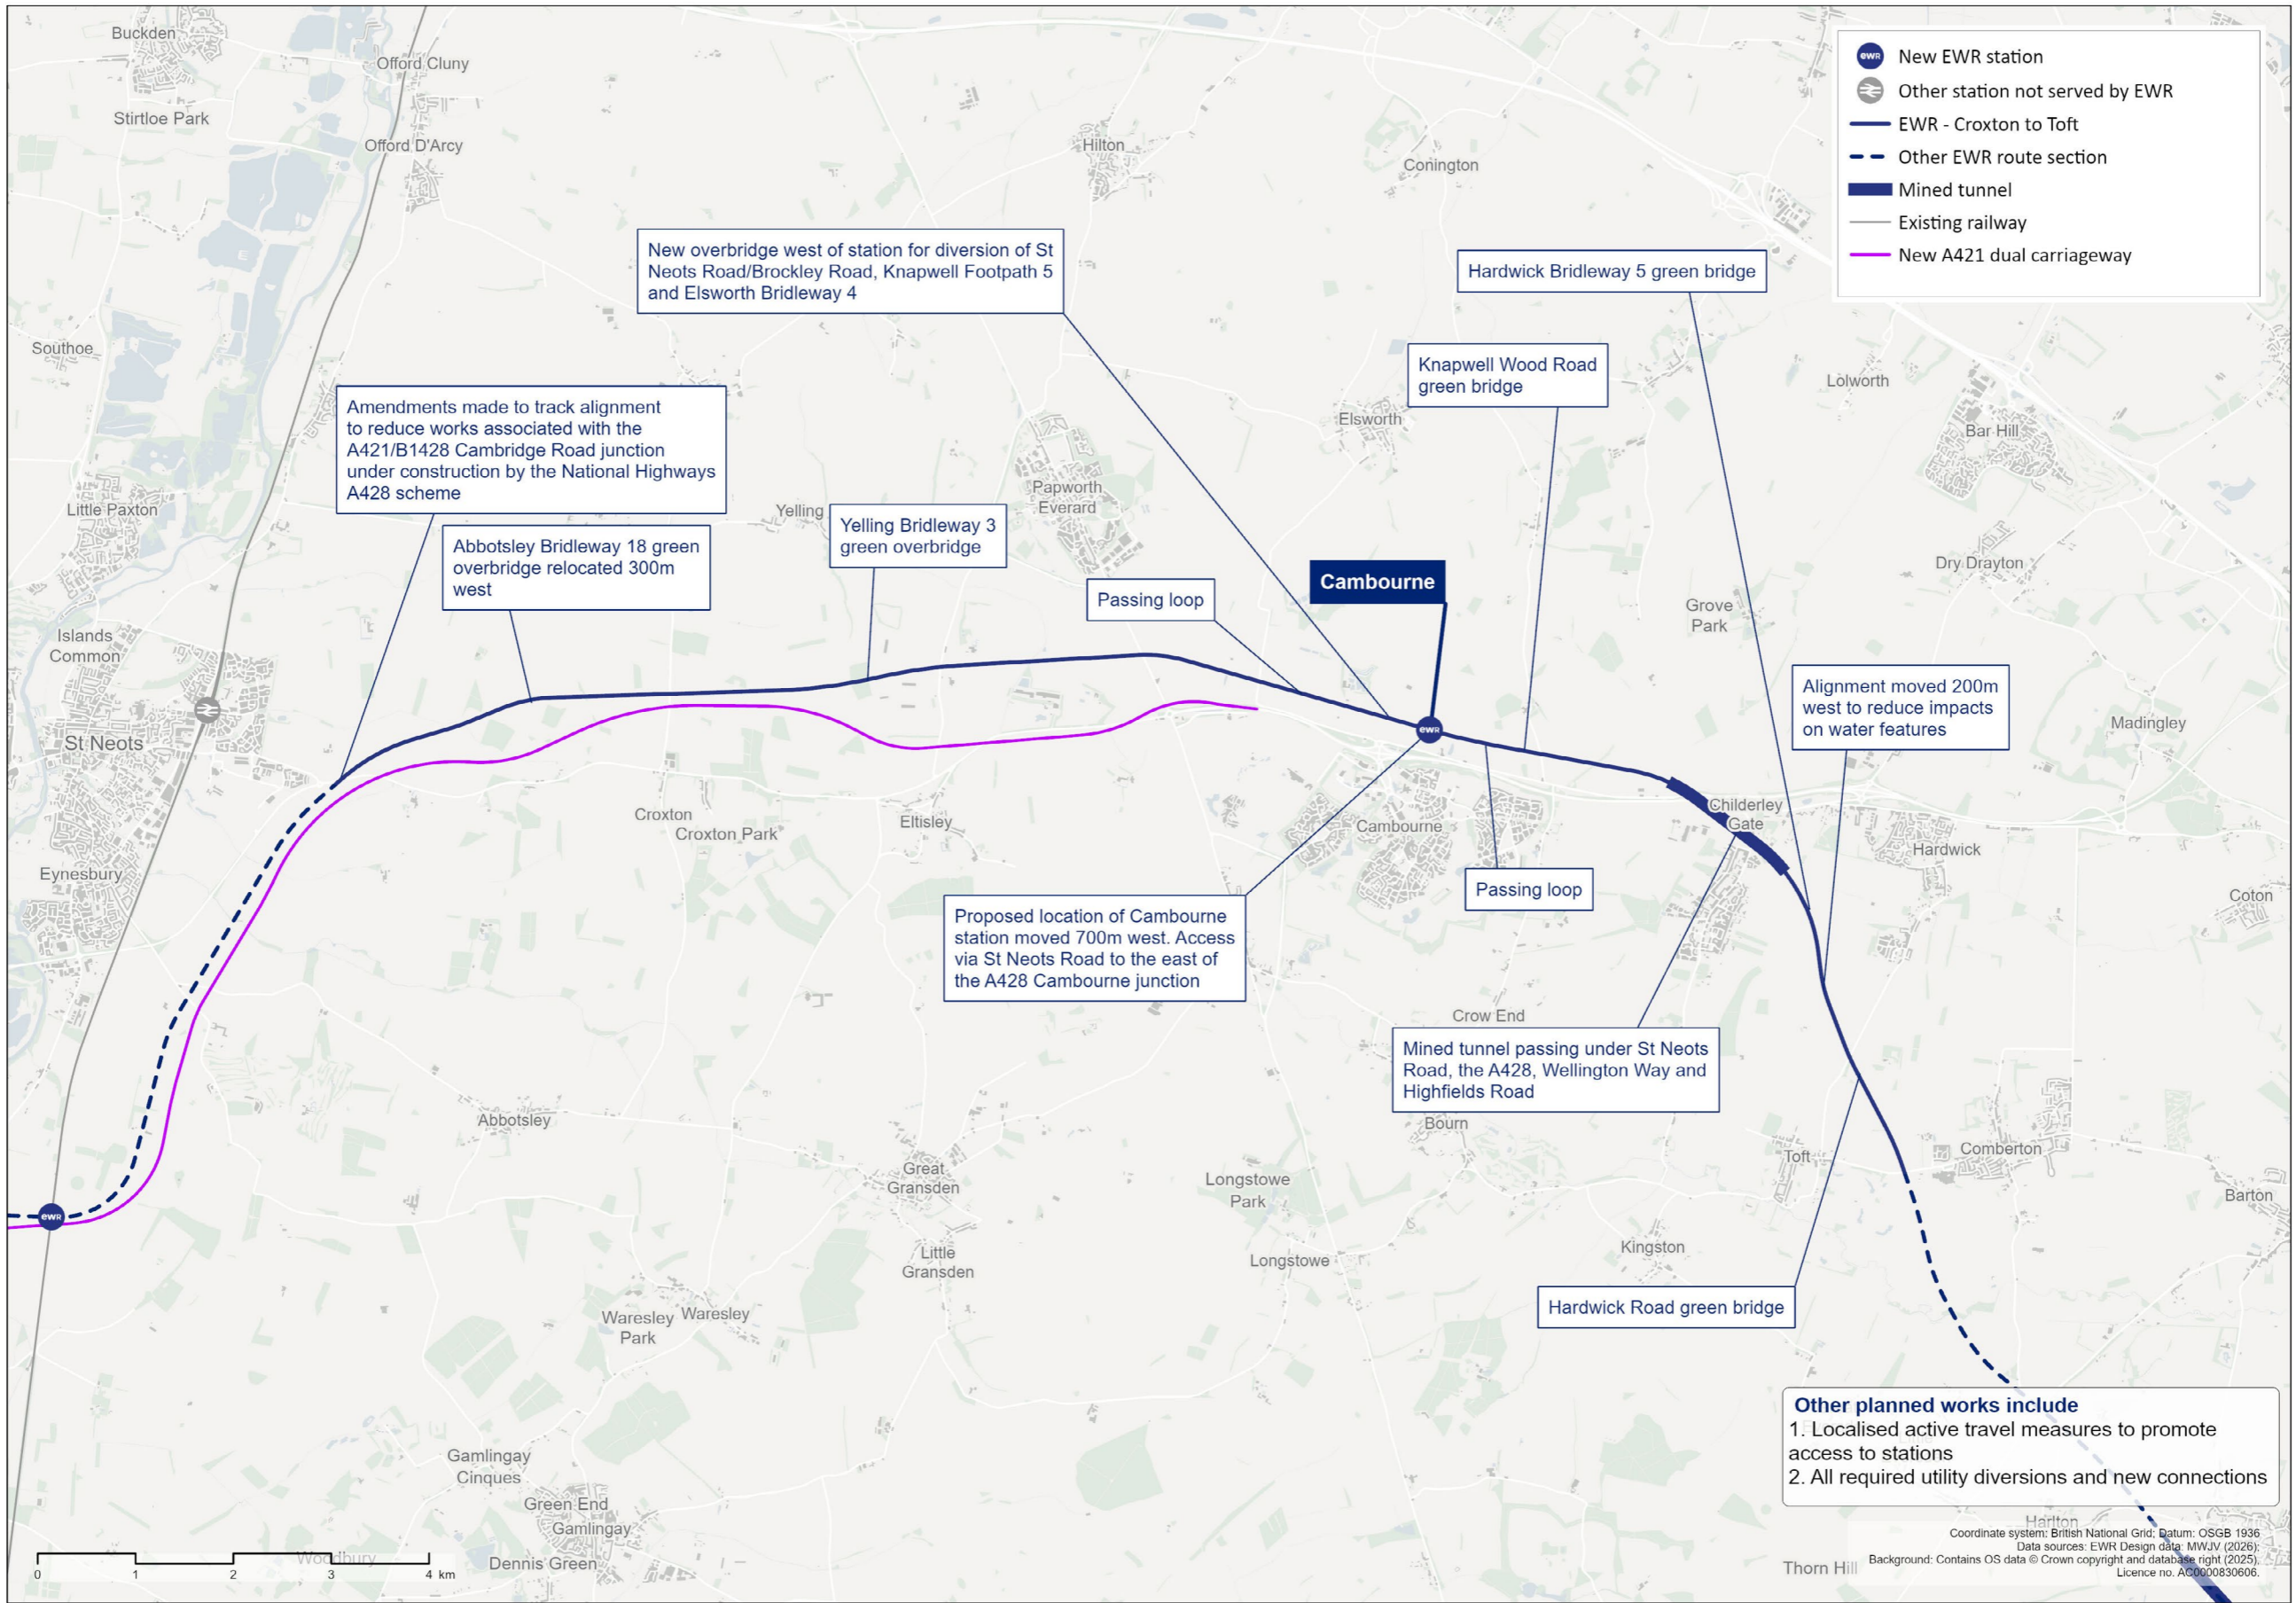 Buckden
Offord Cluny
Stirtloe Park
Offord D'Arcy
Hilton
Conington
ewr New EWR station
Other station not served by EWR
EWR - Croxton to Toft
Other EWR route section
Mined tunnel
Existing railway
New A421 dual carriageway
New overbridge west of station for diversion of St
Neots Road/Brockley Road, Knapwell Footpath 5
and Elsworth Bridleway 4
Hardwick Bridleway 5 green bridge
Southoe
Knapwell Wood Road
green bridge
Lolworth
Amendments made to track alignment
to reduce works associated with the
A421/B1428 Cambridge Road junction
under construction by the National Highways
A428 scheme
Elsworth
Bar Hill
Little Paxton
Papworth
Everard
Yelling
Yelling Bridleway 3
green overbridge
Abbotsley Bridleway 18 green
overbridge relocated 300m
west
Dry Drayton
Passing loop
Cambourne
Grove
Park
Islands
Common
Alignment moved 200m
west to reduce impacts
on water features
Madingley
St Neots
ewr
Croxton
Croxton Park
Eltisley
Cambourne
Childerley
Gate
Hardwick
Eynesbury
Passing loop
Coton
Proposed location of Cambourne
station moved 700m west. Access
via St Neots Road to the east of
the A428 Cambourne junction
Crow End
Mined tunnel passing under St Neots
Road, the A428, Wellington Way and
Highfields Road
Abbotsley
Bourn
Toft
Comberton
Great
Gransden
Longstowe
Park
Barton
ewr
Little
Gransden
Longstowe
Kingston
Hardwick Road green bridge
Waresley
Park
Waresley
Other planned works include
1. Localised active travel measures to promote
access to stations
2. All required utility diversions and new connections
Gamlingay
Cinques
Green End
Gamlingay
Dennis Green
Woodbury
Harlton
Thorn Hill
0 1 2 3 4 km
Coordinate system: British National Grid; Datum: OSGB 1936
Data sources: EWR Design data: MWJV (2026);
Background: Contains OS data © Crown copyright and database right (2025).
Licence no. AC0000830606.